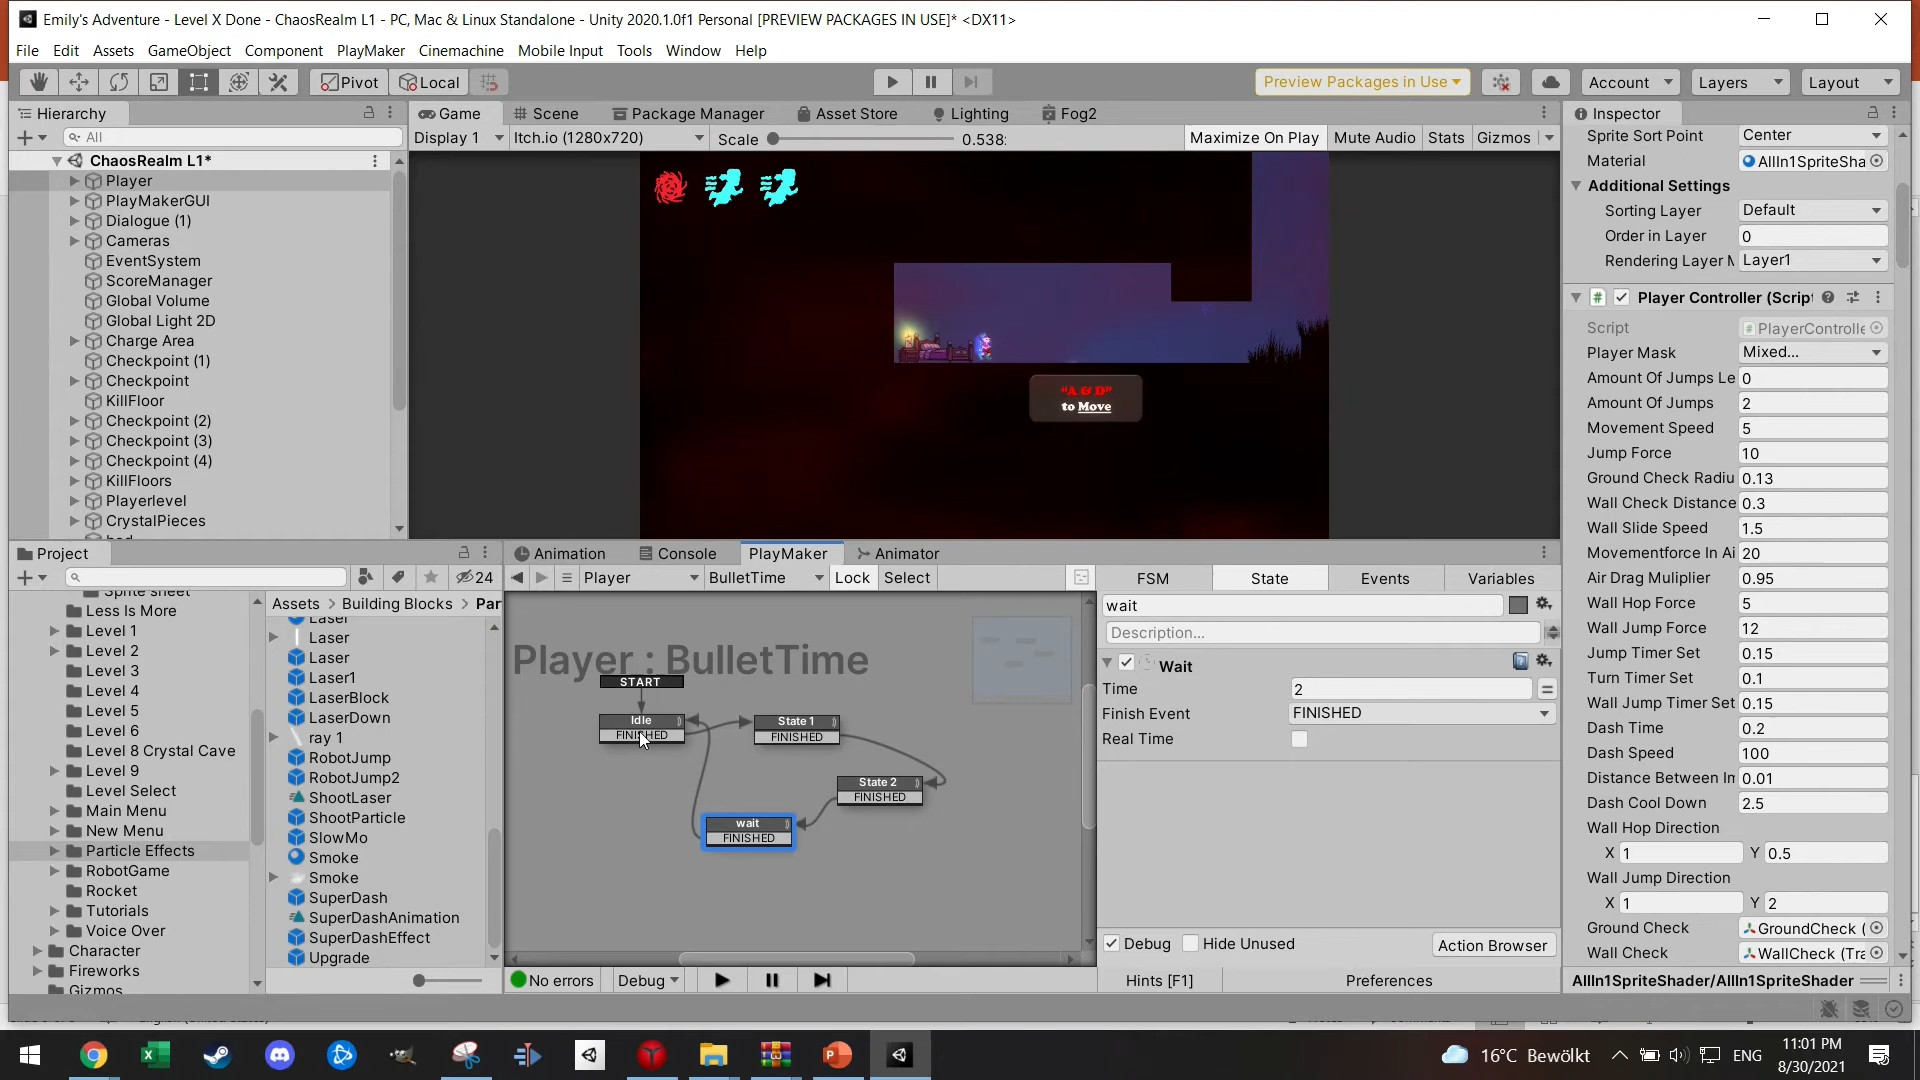 Emily's Adventure - Level X Done - ChaosRealm L1 - PC, Mac & Linux Standalone - Unity 2020.1.0f1 Personal [PREVIEW PACKAGES IN USE]* <DX11>
File Edit Assets GameObject Component PlayMaker Cinemachine Mobile Input Tools Window Help
Pivot Local Preview Packages in Use Account Layers Layout
Hierarchy
All
ChaosRealm L1*
Player
PlayMakerGUI
Dialogue (1)
Cameras
EventSystem
ScoreManager
Global Volume
Global Light 2D
Charge Area
Checkpoint (1)
Checkpoint
KillFloor
Checkpoint (2)
Checkpoint (3)
Checkpoint (4)
KillFloors
Playerlevel
CrystalPieces
Game Scene Package Manager Asset Store Lighting Fog2
Display 1 Itch.io (1280x720) Scale 0.538: Maximize On Play Mute Audio Stats Gizmos
"A & D"
to Move
Inspector
Sprite Sort Point Center
Material AllIn1SpriteSha
Additional Settings
Sorting Layer Default
Order in Layer 0
Rendering Layer M Layer1
Player Controller (Script
Script PlayerControlle
Player Mask Mixed...
Amount Of Jumps Le 0
Amount Of Jumps 2
Movement Speed 5
Jump Force 10
Ground Check Radiu 0.13
Wall Check Distance 0.3
Wall Slide Speed 1.5
Movementforce In Ai 20
Air Drag Muliplier 0.95
Wall Hop Force 5
Wall Jump Force 12
Jump Timer Set 0.15
Turn Timer Set 0.1
Wall Jump Timer Set 0.15
Dash Time 0.2
Dash Speed 100
Distance Between Im 0.01
Dash Cool Down 2.5
Wall Hop Direction
X 1 Y 0.5
Wall Jump Direction
X 1 Y 2
Ground Check GroundCheck (
Wall Check WallCheck (Tra
AllIn1SpriteShader/AllIn1SpriteShader
Project
24
Sprite sheet
Less Is More
Level 1
Level 2
Level 3
Level 4
Level 5
Level 6
Level 8 Crystal Cave
Level 9
Level Select
Main Menu
New Menu
Particle Effects
RobotGame
Rocket
Tutorials
Voice Over
Character
Fireworks
Gizmos
Assets > Building Blocks > Par
Laser
Laser
Laser
Laser1
LaserBlock
LaserDown
ray 1
RobotJump
RobotJump2
ShootLaser
ShootParticle
SlowMo
Smoke
Smoke
SuperDash
SuperDashAnimation
SuperDashEffect
Upgrade
Animation Console PlayMaker Animator
Player BulletTime Lock Select
Player : BulletTime
START
Idle
FINISHED
State 1
FINISHED
State 2
FINISHED
wait
FINISHED
No errors Debug
FSM State Events Variables
wait
Description...
Wait
Time 2
Finish Event FINISHED
Real Time
Debug Hide Unused Action Browser
Hints [F1] Preferences
16°C Bewölkt ENG
11:01 PM
8/30/2021